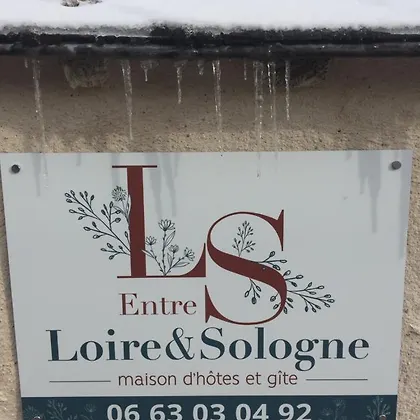 LS
Entre
Loire&Sologne
maison d'hôtes et gîte
06 63 03 04 92